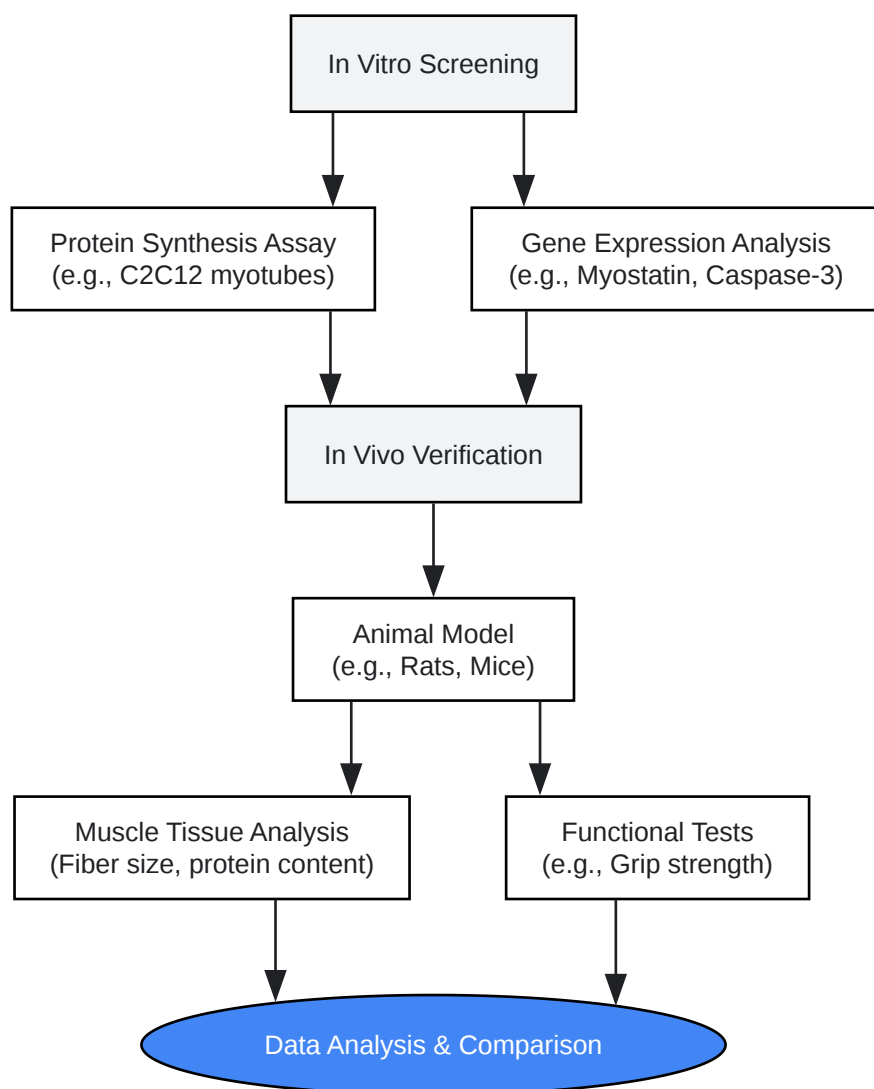 In Vitro Screening
Protein Synthesis Assay
(e.g., C2C12 myotubes)
Gene Expression Analysis
(e.g., Myostatin, Caspase-3)
In Vivo Verification
Animal Model
(e.g., Rats, Mice)
Muscle Tissue Analysis
(Fiber size, protein content)
Functional Tests
(e.g., Grip strength)
Data Analysis & Comparison